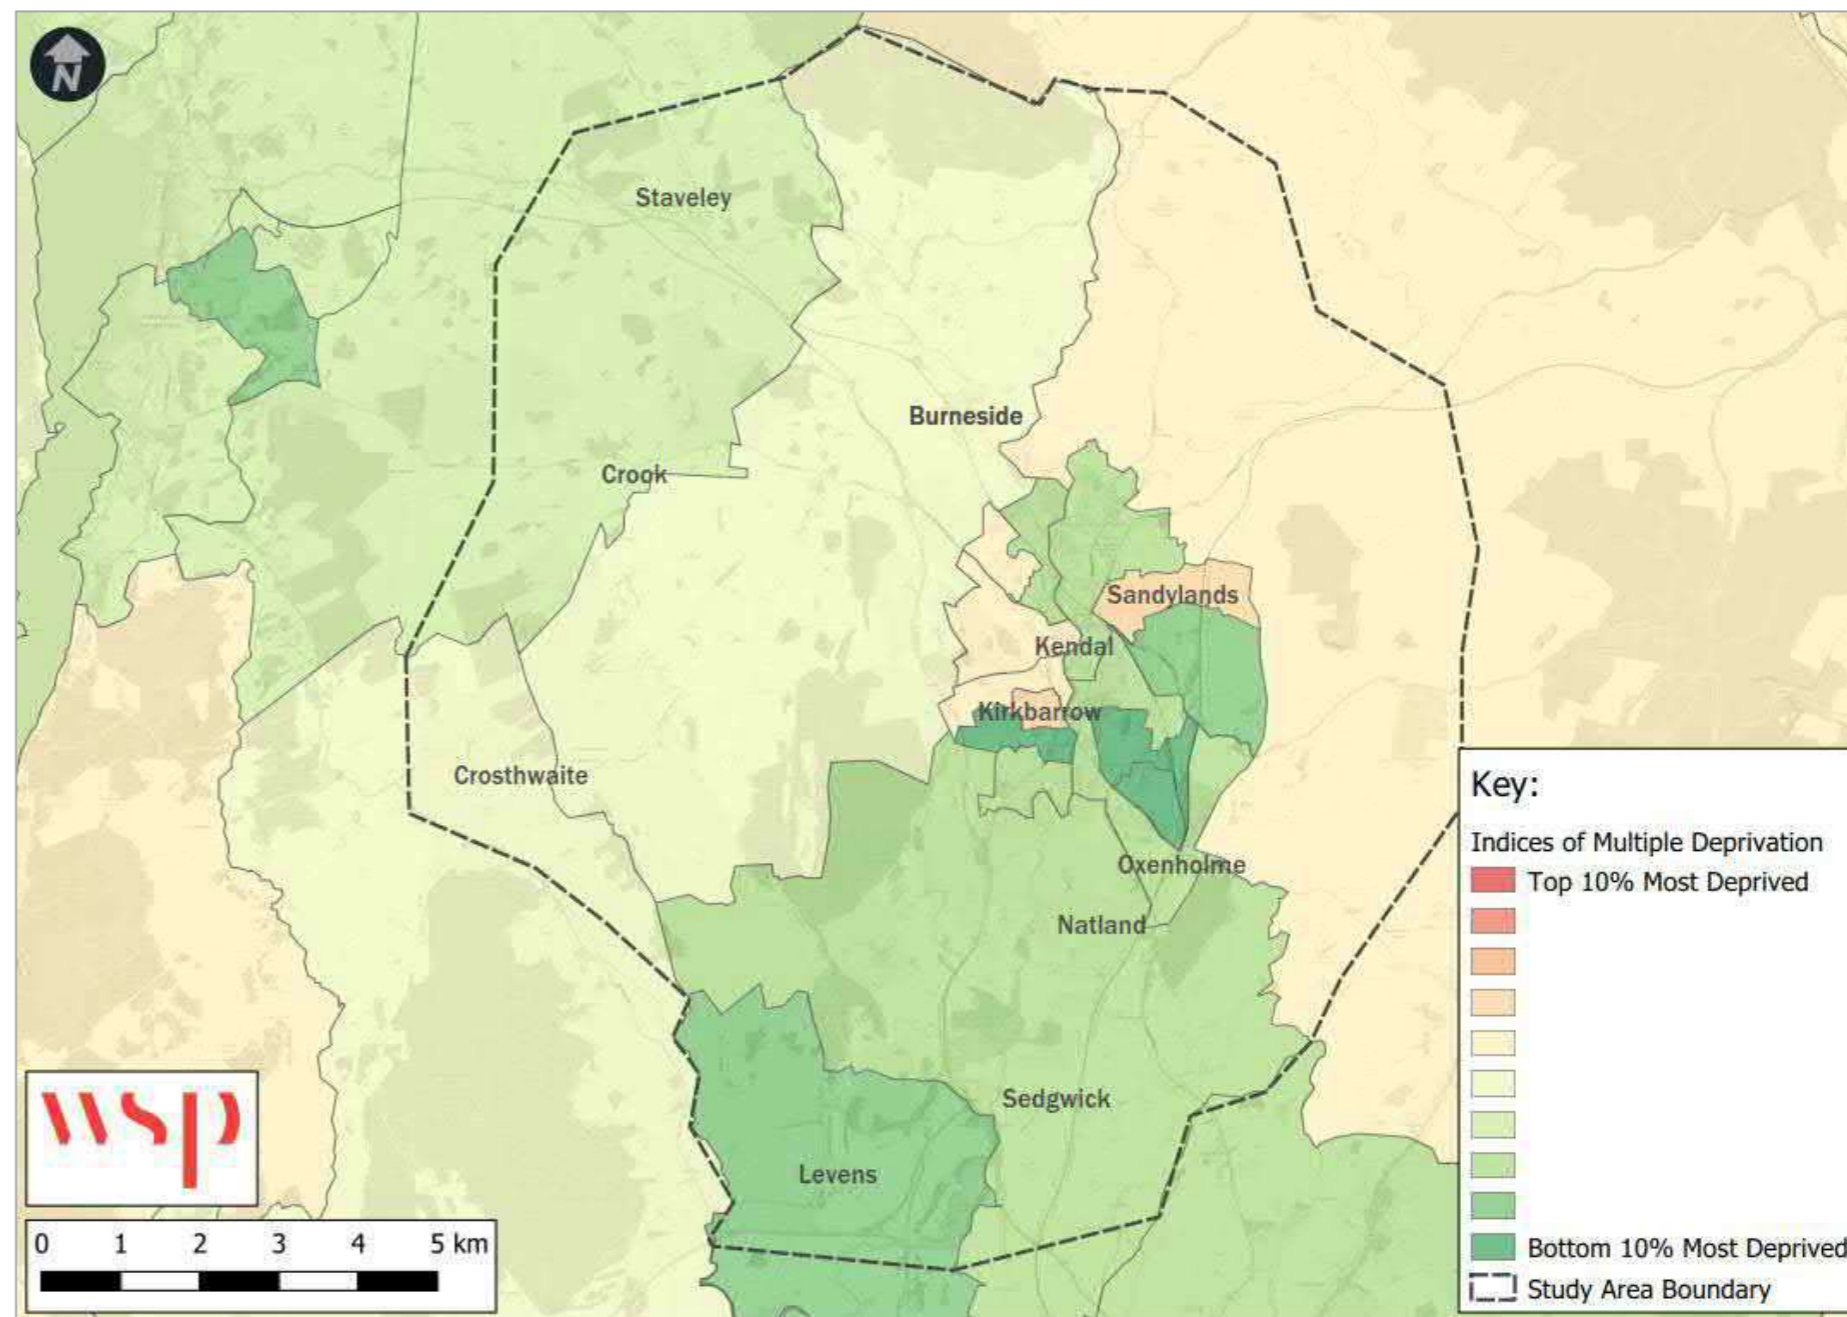 N
Staveley
Burneside
Crook
Sandylands
Kendal
Kirkbarrow
Crosthwaite
Oxenholme
Natland
Sedgwick
Levens
wsp
0 1 2 3 4 5 km
Key:
Indices of Multiple Deprivation
Top 10% Most Deprived
Bottom 10% Most Deprived
Study Area Boundary